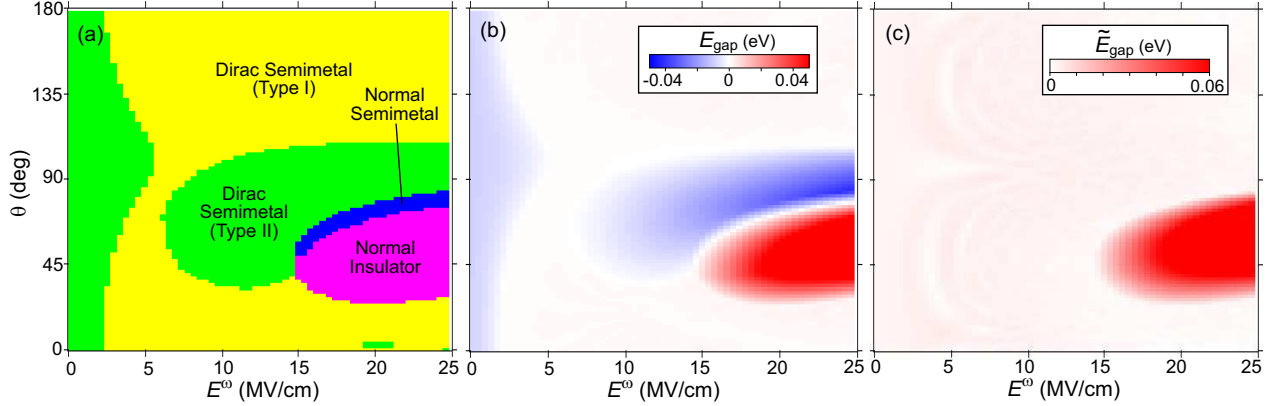 (a)
180
135
90
45
0
θ (deg)
Dirac Semimetal
(Type I)
Normal
Semimetal
Dirac
Semimetal
(Type II)
Normal
Insulator
0 5 10 15 20 25
E^ω (MV/cm)
(b)
E_gap (eV)
-0.04 0 0.04
0 5 10 15 20 25
E^ω (MV/cm)
(c)
Ẽ_gap (eV)
0 0.06
0 5 10 15 20 25
E^ω (MV/cm)